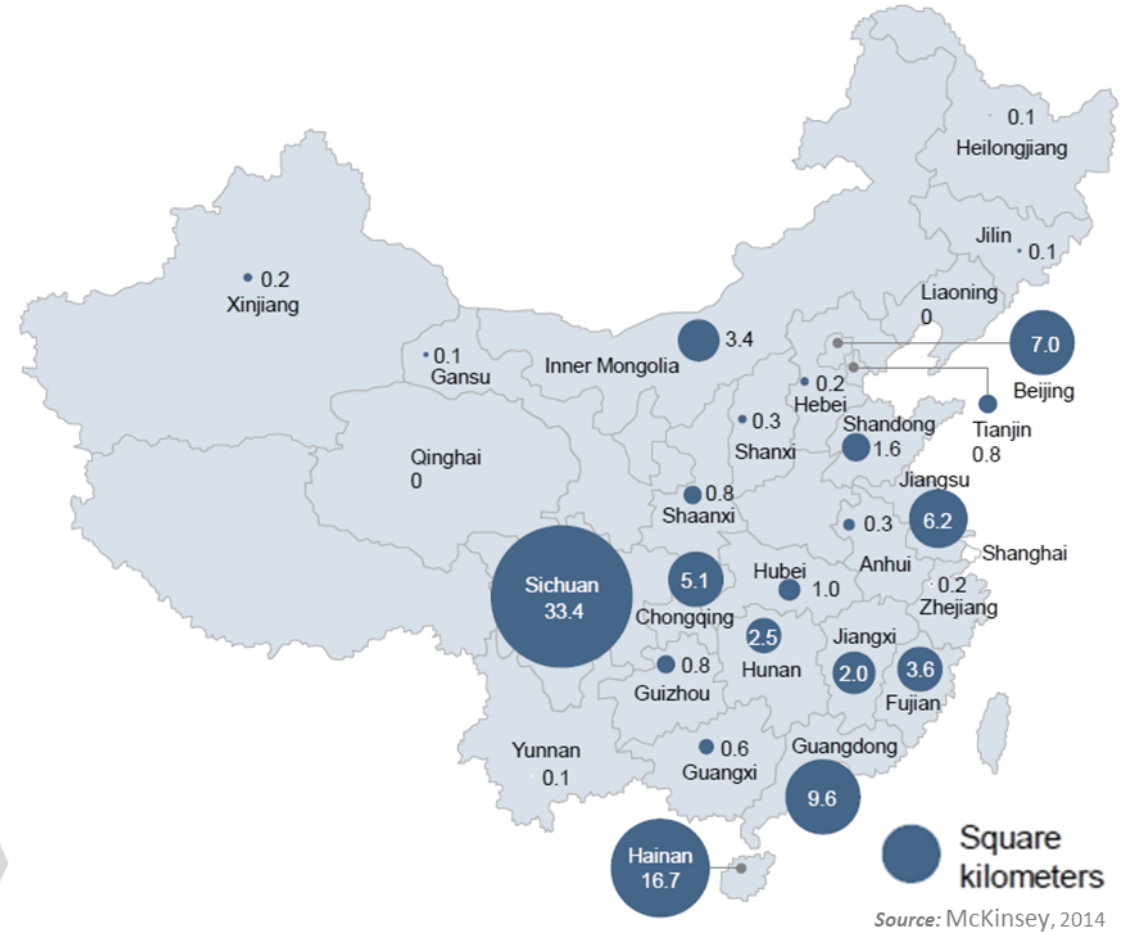 0.1
Heilongjiang
Jilin
0.1
0.2
Xinjiang
Liaoning
0
3.4
7.0
0.1
Gansu
Inner Mongolia
0.2
Hebei
Beijing
0.3
Shanxi
Shandong
1.6
Tianjin
0.8
Qinghai
0
Jiangsu
6.2
0.8
Shaanxi
0.3
Anhui
Shanghai
Sichuan
33.4
5.1
Chongqing
Hubei
1.0
0.2
Zhejiang
2.5
Hunan
Jiangxi
2.0
3.6
Fujian
0.8
Guizhou
Yunnan
0.1
0.6
Guangxi
Guangdong
9.6
Hainan
16.7
Square
kilometers
Source: McKinsey, 2014